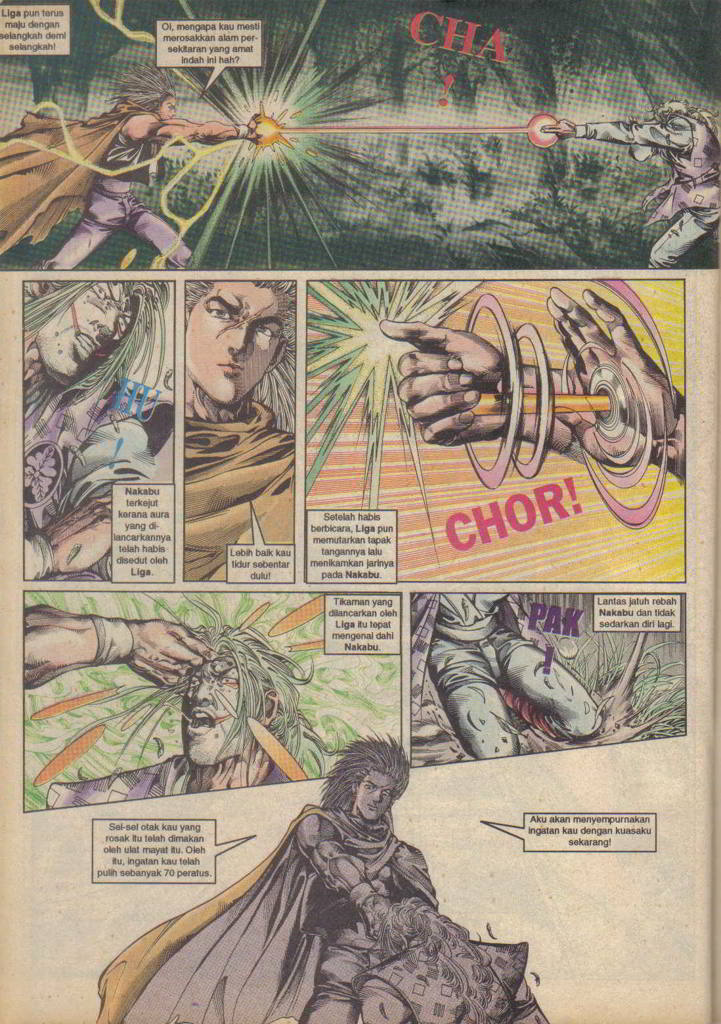 Liga pun terus
maju dengan
selangkah demi
selangkah!
Oi, mengapa kau mesti
merosakkan alam per-
sekitaran yang amat
indah ini hah?
CHA
!
HU
!
Nakabu
terkejut
kerana aura
yang di-
lancarkannya
telah habis
disedut oleh
Liga.
Lebih baik kau
tidur sebentar
dulu!
Setelah habis
berbicara, Liga pun
memutarkan tapak
tangannya lalu
menikamkan jarinya
pada Nakabu.
CHOR!
Tikaman yang
dilancarkan oleh
Liga itu tepat
mengenai dahi
Nakabu.
PAK
!
Lantas jatuh rebah
Nakabu dan tidak
sedarkan diri lagi.
Sel-sel otak kau yang
rosak itu telah dimakan
oleh ulat mayat itu. Oleh
itu, ingatan kau telah
pulih sebanyak 70 peratus.
Aku akan menyempurnakan
ingatan kau dengan kuasaku
sekarang!